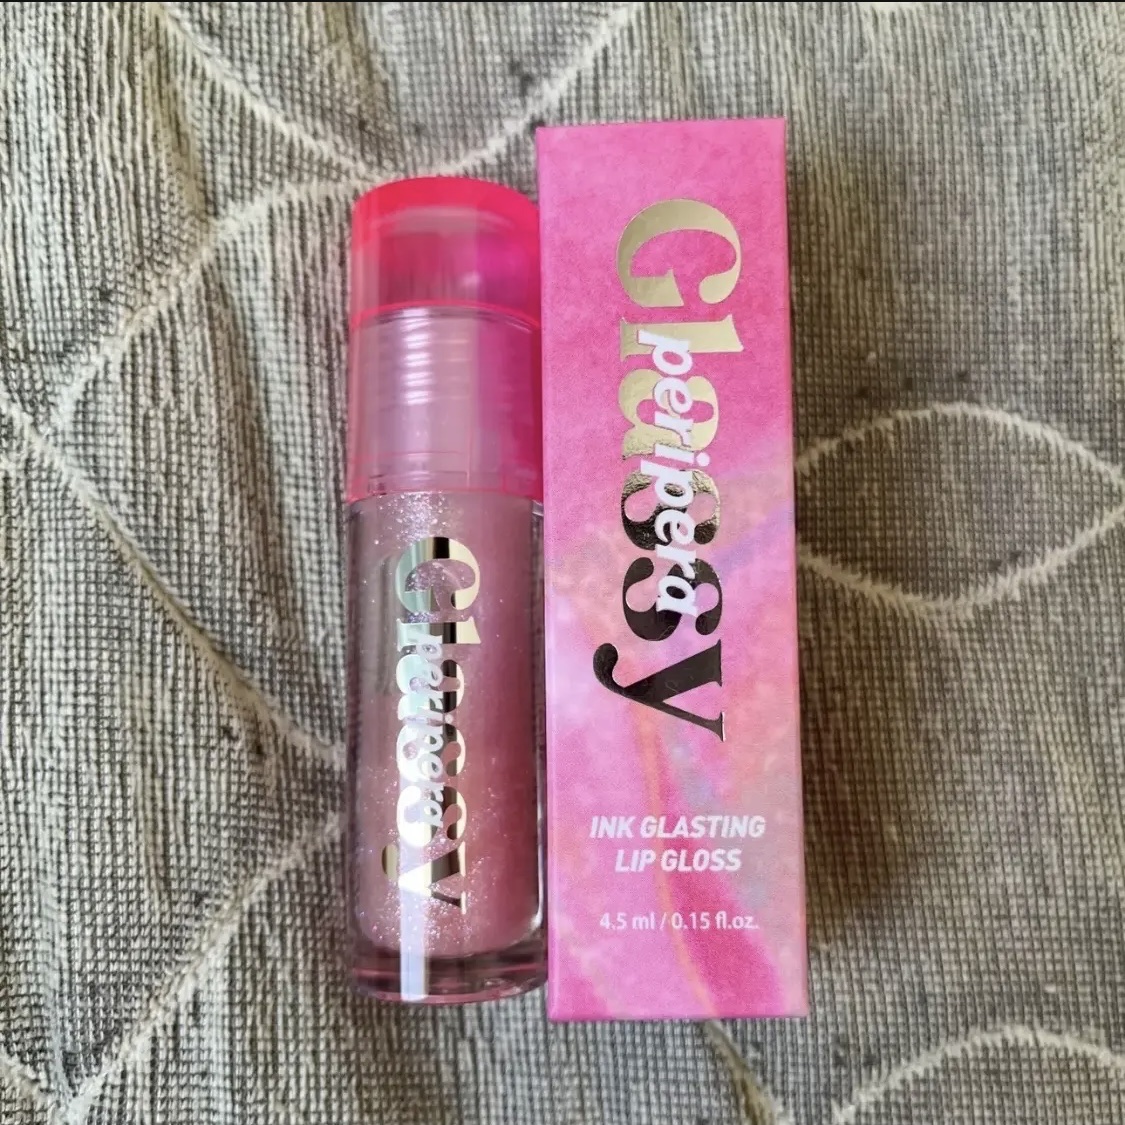 Glassy
peripera
Glassy
peripera
INK GLASTING
LIP GLOSS
4.5 ml / 0.15 fl.oz.